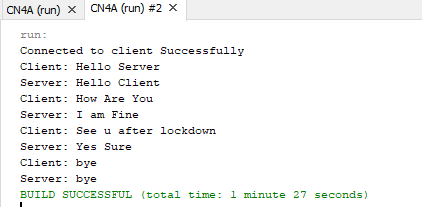 CN4A (run) × CN4A (run) #2 ×
run:
Connected to client Successfully
Client: Hello Server
Server: Hello Client
Client: How Are You
Server: I am Fine
Client: See u after lockdown
Server: Yes Sure
Client: bye
Server: bye
BUILD SUCCESSFUL (total time: 1 minute 27 seconds)